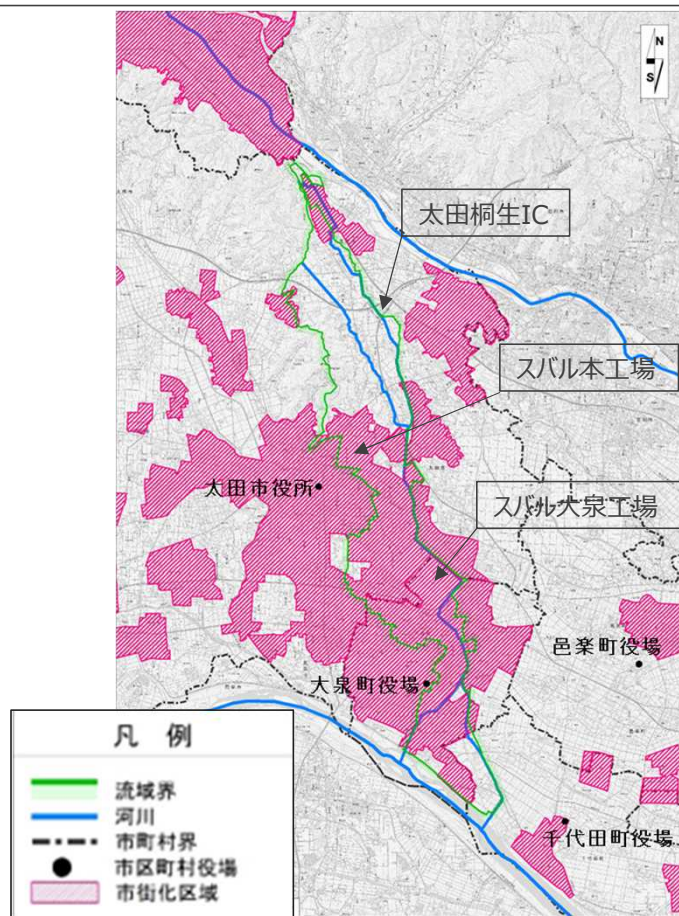 N
S
太田桐生IC
スバル本工場
太田市役所
スバル大泉工場
邑楽町役場
大泉町役場
千代田町役場
凡 例
流域界
河川
市町村界
市区町村役場
市街化区域